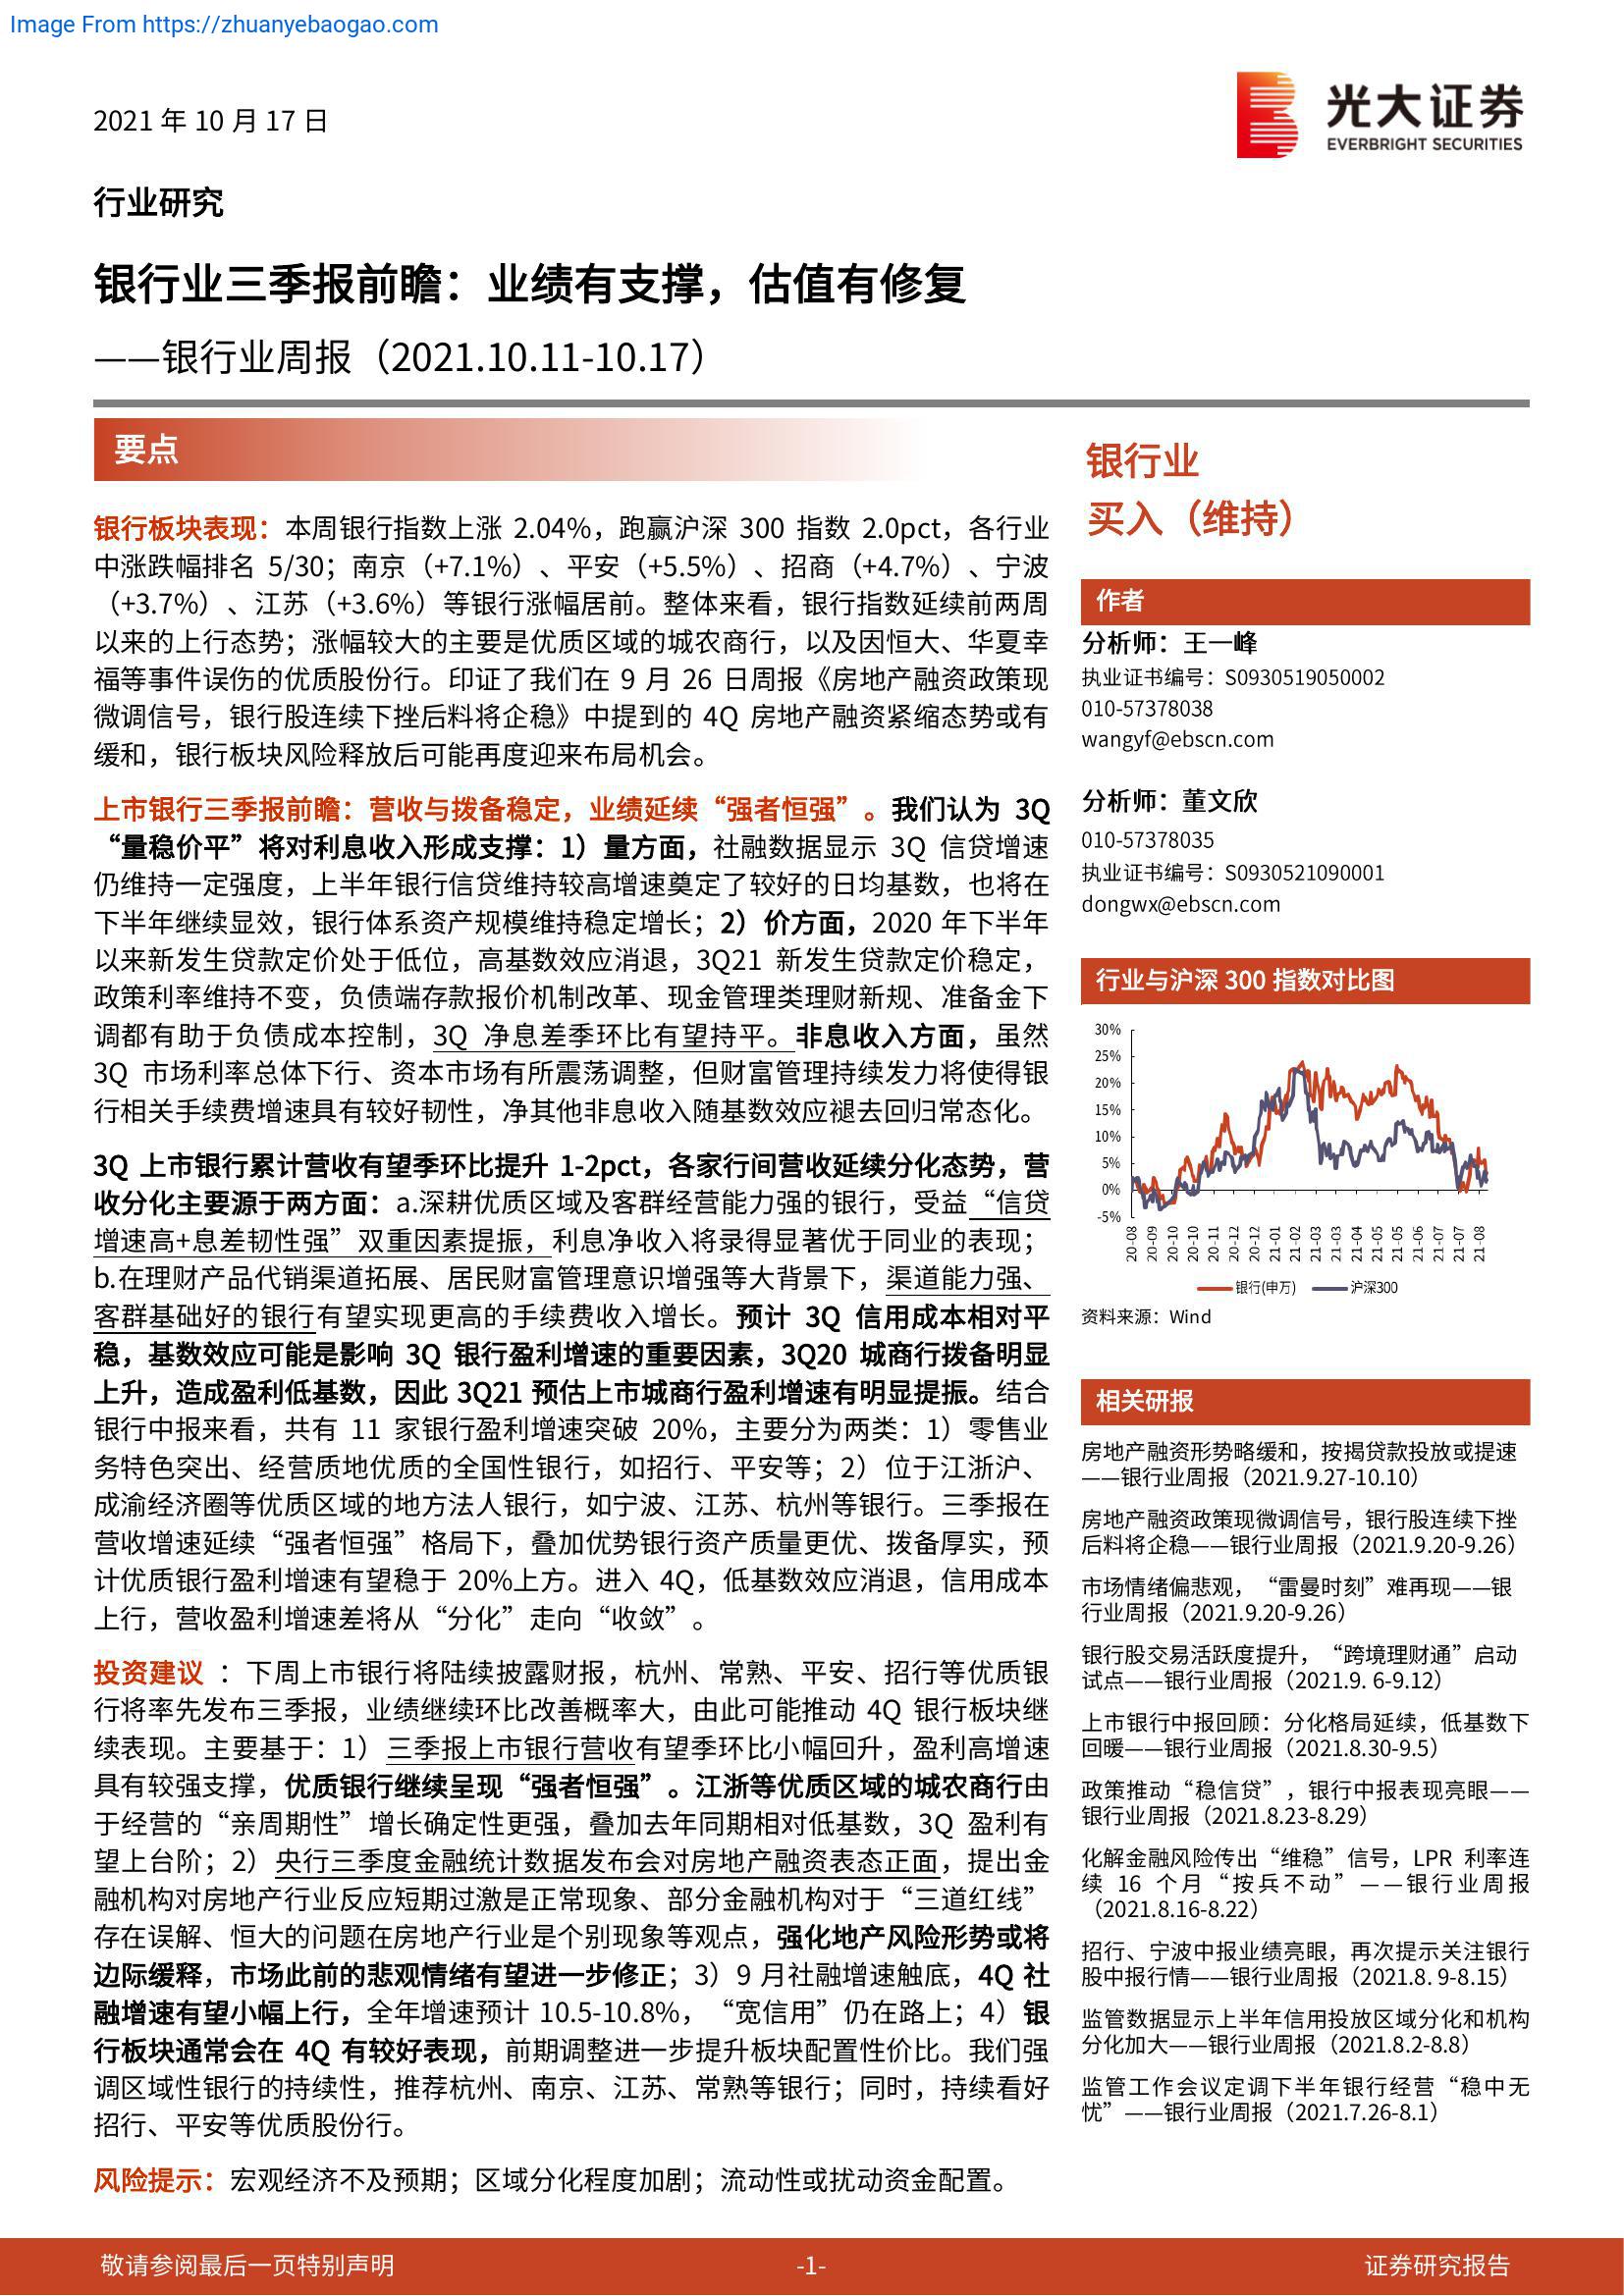 Image From https://zhuanyebaogao.com
2021 年 10 月 17 日
光大证券
EVERBRIGHT SECURITIES
行业研究
银行业三季报前瞻：业绩有支撑，估值有修复
——银行业周报（2021.10.11-10.17）
要点
银行板块表现：本周银行指数上涨 2.04%，跑赢沪深 300 指数 2.0pct，各行业
中涨跌幅排名 5/30；南京（+7.1%）、平安（+5.5%）、招商（+4.7%）、宁波
（+3.7%）、江苏（+3.6%）等银行涨幅居前。整体来看，银行指数延续前两周
以来的上行态势；涨幅较大的主要是优质区域的城农商行，以及因恒大、华夏幸
福等事件误伤的优质股份行。印证了我们在 9 月 26 日周报《房地产融资政策现
微调信号，银行股连续下挫后料将企稳》中提到的 4Q 房地产融资紧缩态势或有
缓和，银行板块风险释放后可能再度迎来布局机会。
上市银行三季报前瞻：营收与拨备稳定，业绩延续“强者恒强”。我们认为 3Q
“量稳价平”将对利息收入形成支撑：1）量方面，社融数据显示 3Q 信贷增速
仍维持一定强度，上半年银行信贷维持较高增速奠定了较好的日均基数，也将在
下半年继续显效，银行体系资产规模维持稳定增长；2）价方面，2020 年下半年
以来新发生贷款定价处于低位，高基数效应消退，3Q21 新发生贷款定价稳定，
政策利率维持不变，负债端存款报价机制改革、现金管理类理财新规、准备金下
调都有助于负债成本控制，3Q 净息差季环比有望持平。非息收入方面，虽然
3Q 市场利率总体下行、资本市场有所震荡调整，但财富管理持续发力将使得银
行相关手续费增速具有较好韧性，净其他非息收入随基数效应褪去回归常态化。
3Q 上市银行累计营收有望季环比提升 1-2pct，各家行间营收延续分化态势，营
收分化主要源于两方面：a.深耕优质区域及客群经营能力强的银行，受益“信贷
增速高+息差韧性强”双重因素提振，利息净收入将录得显著优于同业的表现；
b.在理财产品代销渠道拓展、居民财富管理意识增强等大背景下，渠道能力强、
客群基础好的银行有望实现更高的手续费收入增长。预计 3Q 信用成本相对平
稳，基数效应可能是影响 3Q 银行盈利增速的重要因素，3Q20 城商行拨备明显
上升，造成盈利低基数，因此 3Q21 预估上市城商行盈利增速有明显提振。结合
银行中报来看，共有 11 家银行盈利增速突破 20%，主要分为两类：1）零售业
务特色突出、经营质地优质的全国性银行，如招行、平安等；2）位于江浙沪、
成渝经济圈等优质区域的地方法人银行，如宁波、江苏、杭州等银行。三季报在
营收增速延续“强者恒强”格局下，叠加优势银行资产质量更优、拨备厚实，预
计优质银行盈利增速有望稳于 20%上方。进入 4Q，低基数效应消退，信用成本
上行，营收盈利增速差将从“分化”走向“收敛”。
投资建议 ：下周上市银行将陆续披露财报，杭州、常熟、平安、招行等优质银
行将率先发布三季报，业绩继续环比改善概率大，由此可能推动 4Q 银行板块继
续表现。主要基于：1）三季报上市银行营收有望季环比小幅回升，盈利高增速
具有较强支撑，优质银行继续呈现“强者恒强”。江浙等优质区域的城农商行由
于经营的“亲周期性”增长确定性更强，叠加去年同期相对低基数，3Q 盈利有
望上台阶；2）央行三季度金融统计数据发布会对房地产融资表态正面，提出金
融机构对房地产行业反应短期过激是正常现象、部分金融机构对于“三道红线”
存在误解、恒大的问题在房地产行业是个别现象等观点，强化地产风险形势或将
边际缓释，市场此前的悲观情绪有望进一步修正；3）9 月社融增速触底，4Q 社
融增速有望小幅上行，全年增速预计 10.5-10.8%，“宽信用”仍在路上；4）银
行板块通常会在 4Q 有较好表现，前期调整进一步提升板块配置性价比。我们强
调区域性银行的持续性，推荐杭州、南京、江苏、常熟等银行；同时，持续看好
招行、平安等优质股份行。
风险提示：宏观经济不及预期；区域分化程度加剧；流动性或扰动资金配置。
银行业
买入（维持）
作者
分析师：王一峰
执业证书编号：S0930519050002
010-57378038
wangyf@ebscn.com
分析师：董文欣
010-57378035
执业证书编号：S0930521090001
dongwx@ebscn.com
行业与沪深 300 指数对比图
30%
25%
20%
15%
10%
5%
0%
-5%
20-08 20-09 20-10 20-10 20-11 20-12 20-12 21-01 21-02 21-03 21-03 21-04 21-05 21-05 21-06 21-07 21-07 21-08
银行(申万) 沪深300
资料来源：Wind
相关研报
房地产融资形势略缓和，按揭贷款投放或提速
——银行业周报（2021.9.27-10.10）
房地产融资政策现微调信号，银行股连续下挫
后料将企稳——银行业周报（2021.9.20-9.26）
市场情绪偏悲观，“雷曼时刻”难再现——银
行业周报（2021.9.20-9.26）
银行股交易活跃度提升，“跨境理财通”启动
试点——银行业周报（2021.9. 6-9.12）
上市银行中报回顾：分化格局延续，低基数下
回暖——银行业周报（2021.8.30-9.5）
政策推动“稳信贷”，银行中报表现亮眼——
银行业周报（2021.8.23-8.29）
化解金融风险传出“维稳”信号，LPR 利率连
续 16 个月“按兵不动”——银行业周报
（2021.8.16-8.22）
招行、宁波中报业绩亮眼，再次提示关注银行
股中报行情——银行业周报（2021.8. 9-8.15）
监管数据显示上半年信用投放区域分化和机构
分化加大——银行业周报（2021.8.2-8.8）
监管工作会议定调下半年银行经营“稳中无
忧”——银行业周报（2021.7.26-8.1）
敬请参阅最后一页特别声明
-1-
证券研究报告